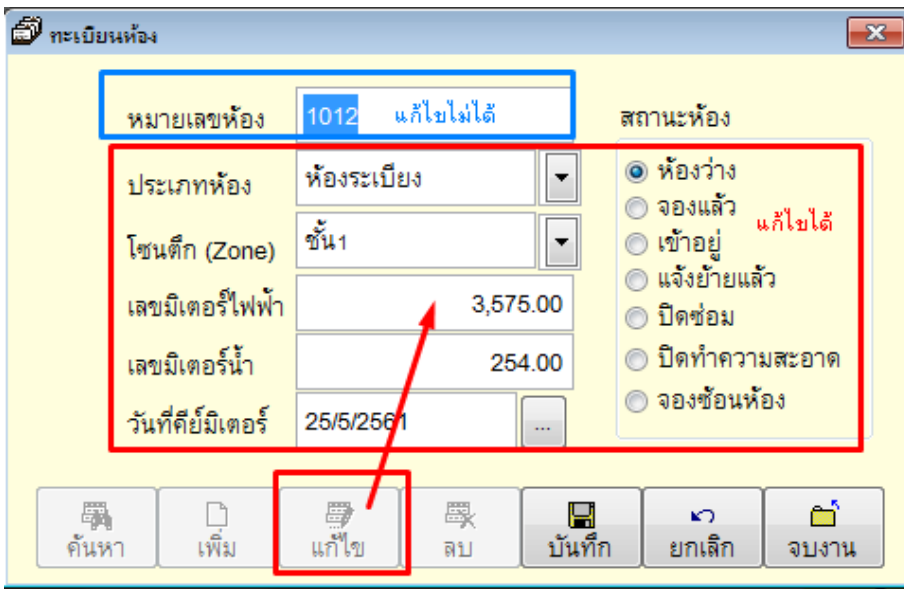 ทะเบียนห้อง
หมายเลขห้อง 1012 แก้ไขไม่ได้
ประเภทห้อง ห้องระเบียง
โซนตึก (Zone) ชั้น1
เลขมิเตอร์ไฟฟ้า 3,575.00
เลขมิเตอร์น้ำ 254.00
วันที่คีย์มิเตอร์ 25/5/2561 ...
สถานะห้อง
ห้องว่าง
จองแล้ว
แก้ไขได้
เข้าอยู่
แจ้งย้ายแล้ว
ปิดซ่อม
ปิดทำความสะอาด
จองซ้อนห้อง
ค้นหา เพิ่ม แก้ไข ลบ บันทึก ยกเลิก จบงาน